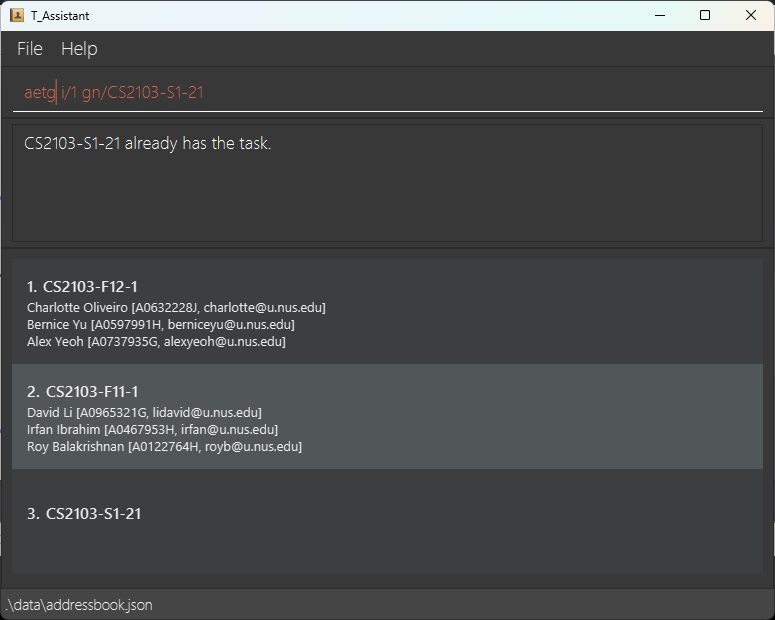 T_Assistant
File Help
aetg i/1 gn/CS2103-S1-21
CS2103-S1-21 already has the task.
1. CS2103-F12-1
Charlotte Oliveiro [A0632228J, charlotte@u.nus.edu]
Bernice Yu [A0597991H, berniceyu@u.nus.edu]
Alex Yeoh [A0737935G, alexyeoh@u.nus.edu]
2. CS2103-F11-1
David Li [A0965321G, lidavid@u.nus.edu]
Irfan Ibrahim [A0467953H, irfan@u.nus.edu]
Roy Balakrishnan [A0122764H, royb@u.nus.edu]
3. CS2103-S1-21
.\data\addressbook.json